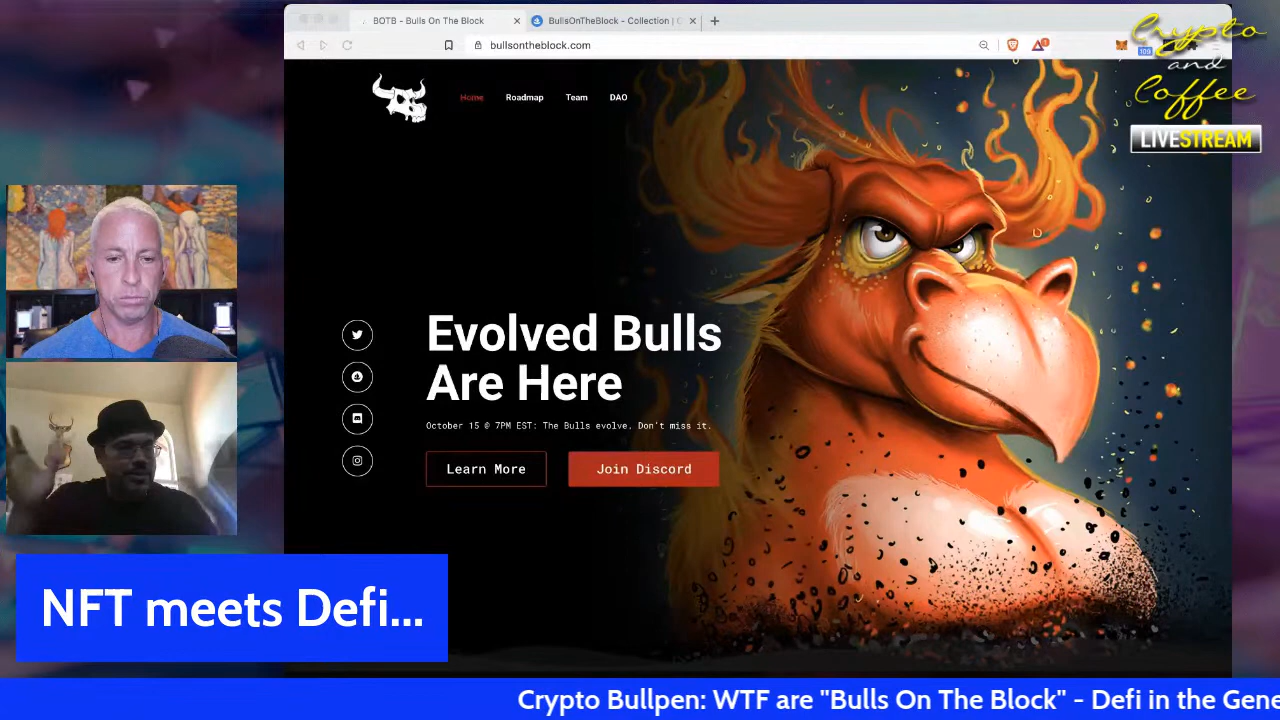 BOTB - Bulls On The Block
BullsOnTheBlock - Collection | O
bullsontheblock.com
Crypto
and
Coffee
LIVESTREAM
109
Home Roadmap Team DAO
Evolved Bulls
Are Here
October 15 @ 7PM EST: The Bulls evolve. Don't miss it.
Learn More Join Discord
NFT meets Defi...
Crypto Bullpen: WTF are "Bulls On The Block" - Defi in the Gene